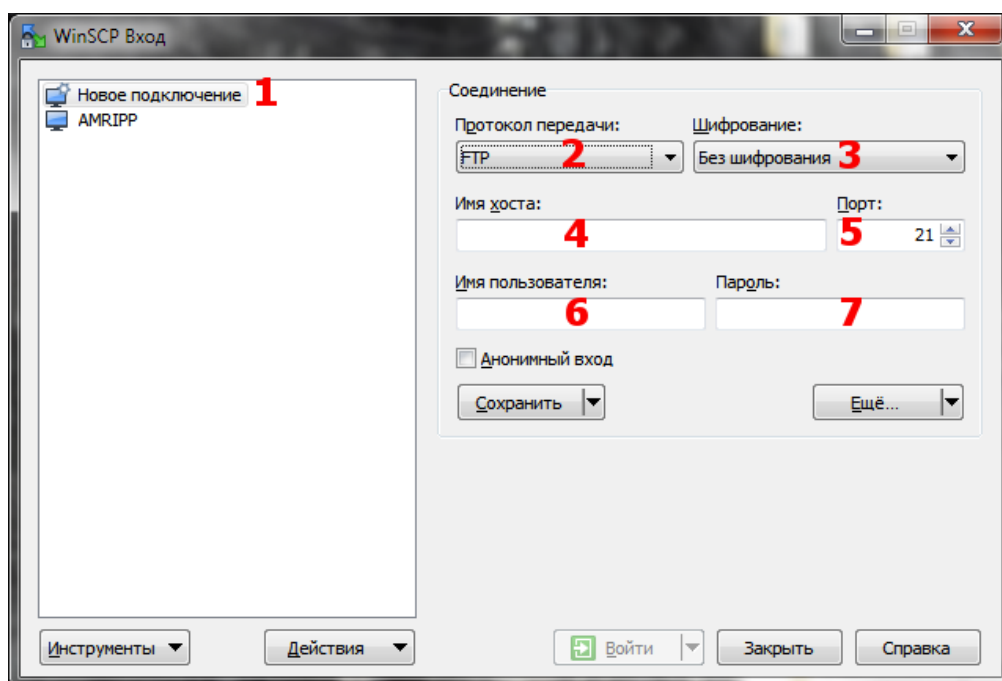 WinSCP Вход
Новое подключение 1
AMRIPP
Соединение
Протокол передачи: Шифрование:
FTP 2 Без шифрования 3
Имя хоста: Порт:
4 5 21
Имя пользователя: Пароль:
6 7
Анонимный вход
Сохранить Ещё...
Инструменты Действия Войти Закрыть Справка